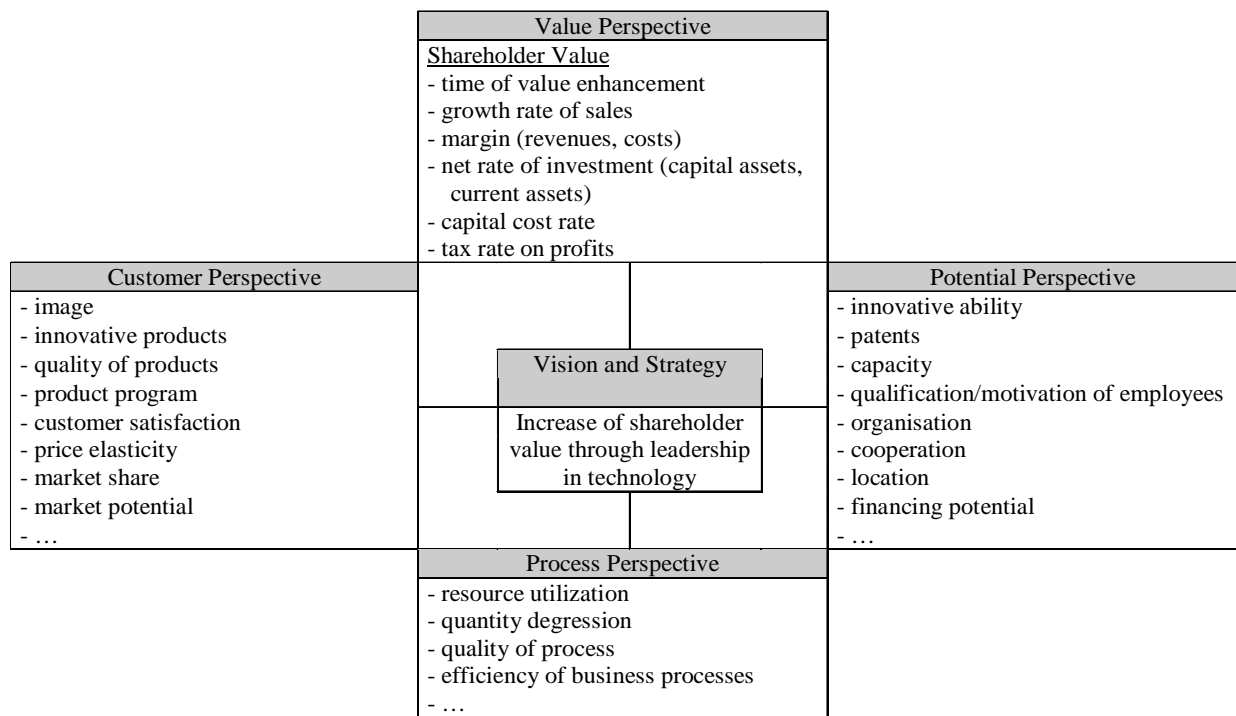 Value Perspective
Shareholder Value
- time of value enhancement
- growth rate of sales
- margin (revenues, costs)
- net rate of investment (capital assets,
current assets)
- capital cost rate
- tax rate on profits
Customer Perspective
- image
- innovative products
- quality of products
- product program
- customer satisfaction
- price elasticity
- market share
- market potential
- …
Vision and Strategy
Increase of shareholder
value through leadership
in technology
Potential Perspective
- innovative ability
- patents
- capacity
- qualification/motivation of employees
- organisation
- cooperation
- location
- financing potential
- …
Process Perspective
- resource utilization
- quantity degression
- quality of process
- efficiency of business processes
- …